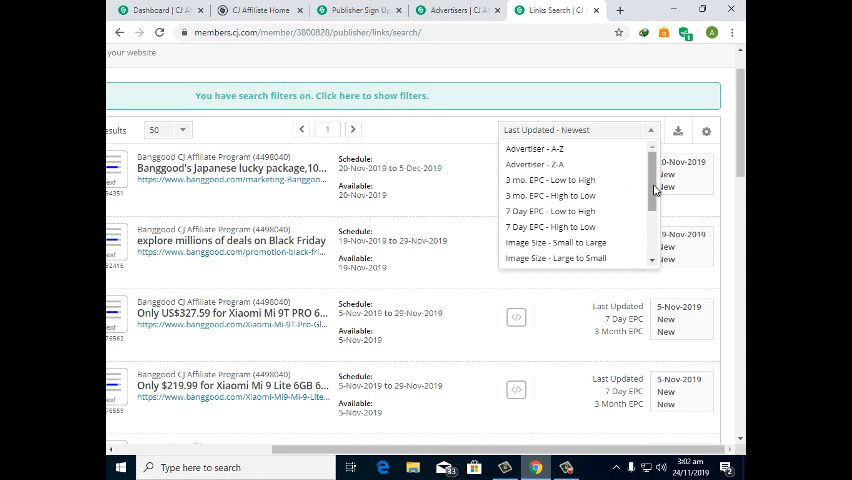 Dashboard | CJ Af
CJ Affiliate Home
Publisher Sign Up
Advertisers | CJ A
Links Search | CJ
members.cj.com/member/3800828/publisher/links/search/
A
your website
You have search filters on. Click here to show filters.
results
50
1
Last Updated - Newest
Advertiser - A-Z
Advertiser - Z-A
3 mo. EPC - Low to High
3 mo. EPC - High to Low
7 Day EPC - Low to High
7 Day EPC - High to Low
Image Size - Small to Large
Image Size - Large to Small
ext
94351
Banggood CJ Affiliate Program (4498040)
Banggood's Japanese lucky package,10...
https://www.banggood.com/marketing-Banggoo...
Schedule:
20-Nov-2019 to 5-Dec-2019
Available:
20-Nov-2019
20-Nov-2019
New
New
ext
92416
Banggood CJ Affiliate Program (4498040)
explore millions of deals on Black Friday
https://www.banggood.com/promotion-black-fri...
Schedule:
19-Nov-2019 to 29-Nov-2019
Available:
19-Nov-2019
9-Nov-2019
New
New
ext
76562
Banggood CJ Affiliate Program (4498040)
Only US$327.59 for Xiaomi Mi 9T PRO 6...
https://www.banggood.com/Xiaomi-Mi-9T-Pro-Gl...
Schedule:
5-Nov-2019 to 29-Nov-2019
Available:
5-Nov-2019
</>
Last Updated 5-Nov-2019
7 Day EPC New
3 Month EPC New
ext
76559
Banggood CJ Affiliate Program (4498040)
Only $219.99 for Xiaomi Mi 9 Lite 6GB 6...
https://www.banggood.com/Xiaomi-Mi9-Mi-9-Lite...
Schedule:
5-Nov-2019 to 29-Nov-2019
Available:
5-Nov-2019
</>
Last Updated 5-Nov-2019
7 Day EPC New
3 Month EPC New
Type here to search
3:02 am
24/11/2019
2